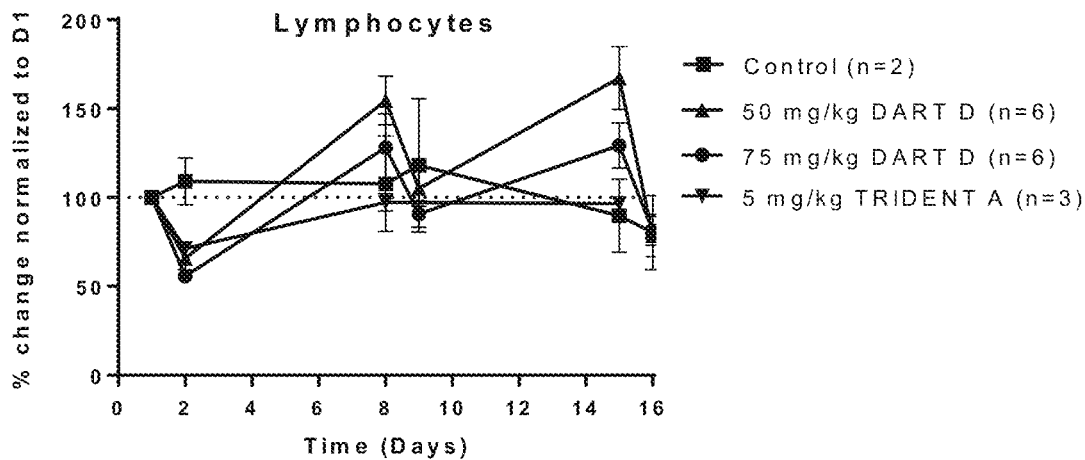 Lymphocytes
% change normalized to D1
200
150
100
50
0
0 2 4 6 8 10 12 14 16
Time (Days)
Control (n=2)
50 mg/kg DART D (n=6)
75 mg/kg DART D (n=6)
5 mg/kg TRIDENT A (n=3)